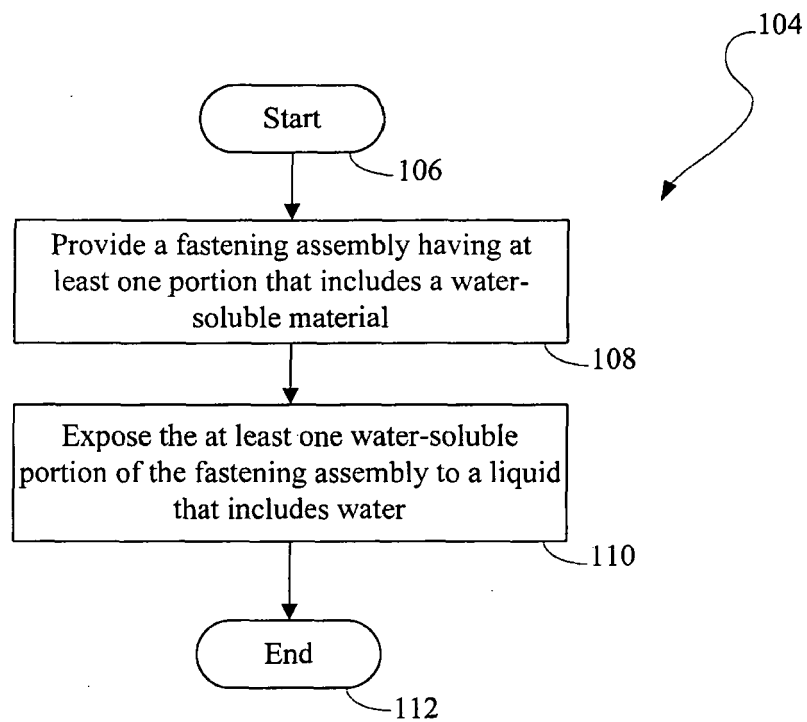 104
Start
106
Provide a fastening assembly having at
least one portion that includes a water-
soluble material
108
Expose the at least one water-soluble
portion of the fastening assembly to a liquid
that includes water
110
End
112